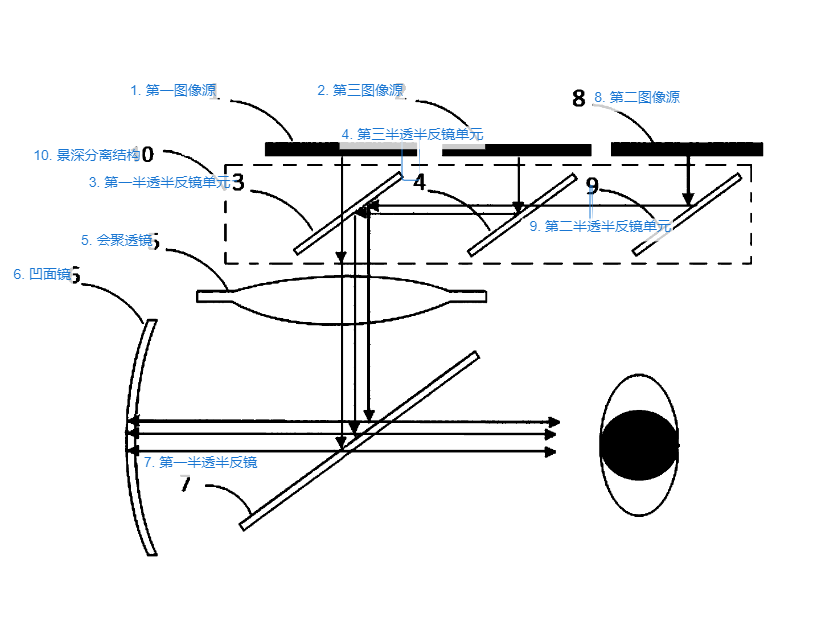 1. 第一图像源
2. 第三图像源
8
8. 第二图像源
4. 第三半透半反镜单元
10. 景深分离结构
0
3. 第一半透半反镜单元
3
4
9
9. 第二半透半反镜单元
5. 会聚透镜
5
6. 凹面镜
6
7. 第一半透半反镜
7